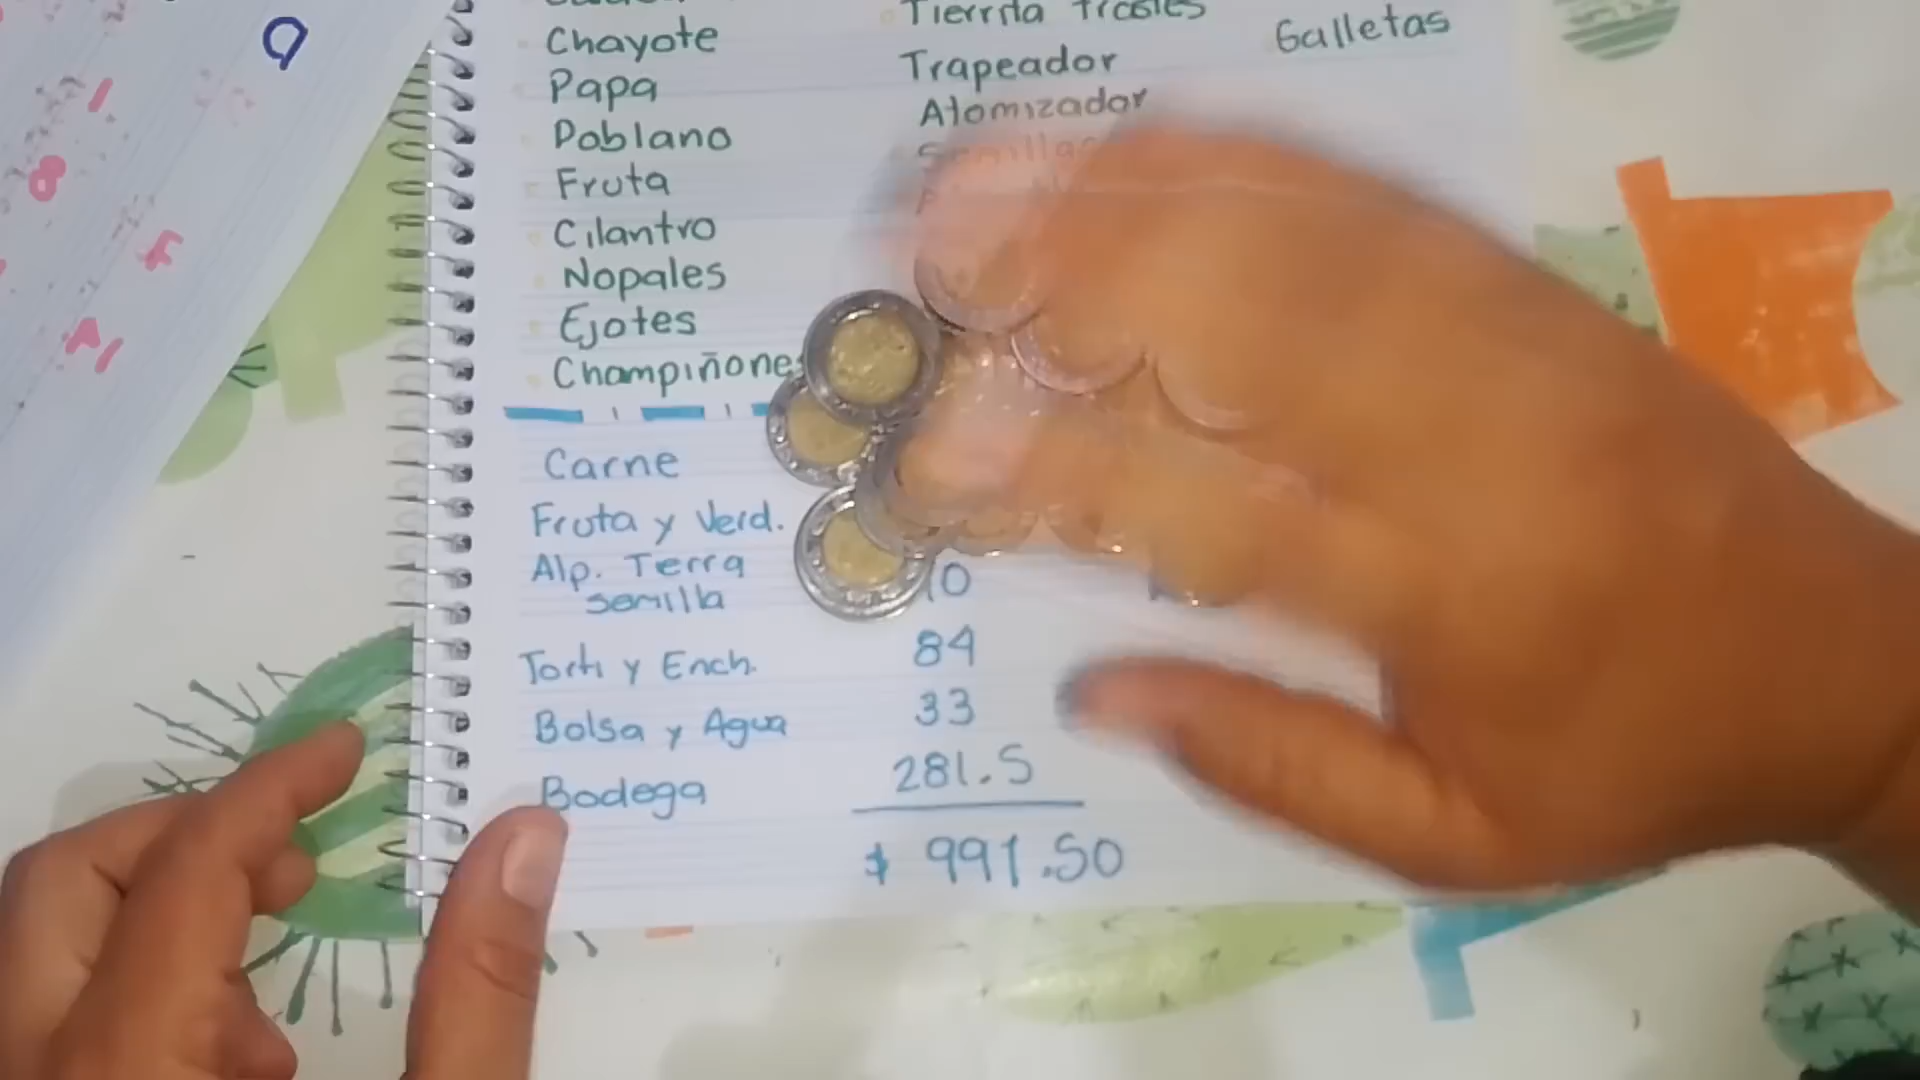 Chayote
Papa
Poblano
Fruta
Cilantro
Nopales
Ejotes
Champiñones
Trapeador
Atomizador
Galletas
Carne
Fruta y Verd.
Alp. Terra
semilla
10
Torti y Ench. 84
Bolsa y Agua 33
Bodega 281.5
$ 991.50